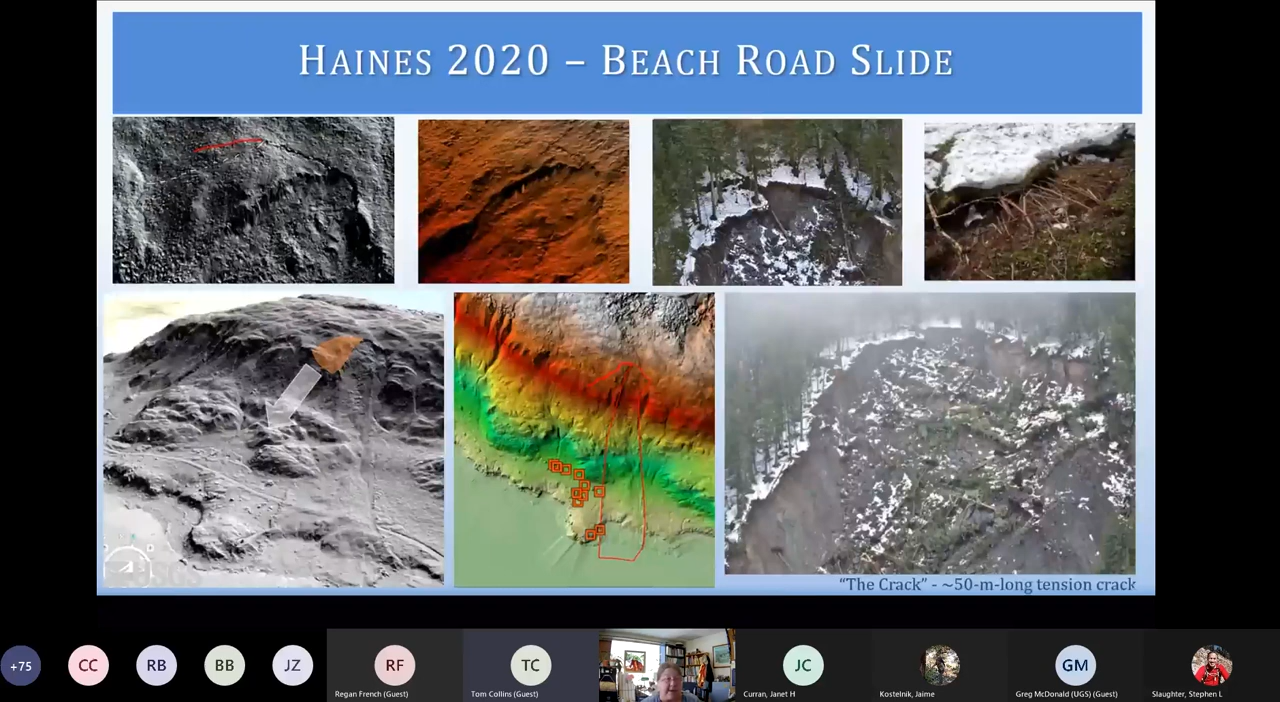 HAINES 2020 – BEACH ROAD SLIDE
“The Crack” - ~50-m-long tension crack
+75
CC
RB
BB
JZ
RF
TC
JC
GM
Regan French (Guest)
Tom Collins (Guest)
Curran, Janet H
Kostelnik, Jaime
Greg McDonald (UGS) (Guest)
Slaughter, Stephen L